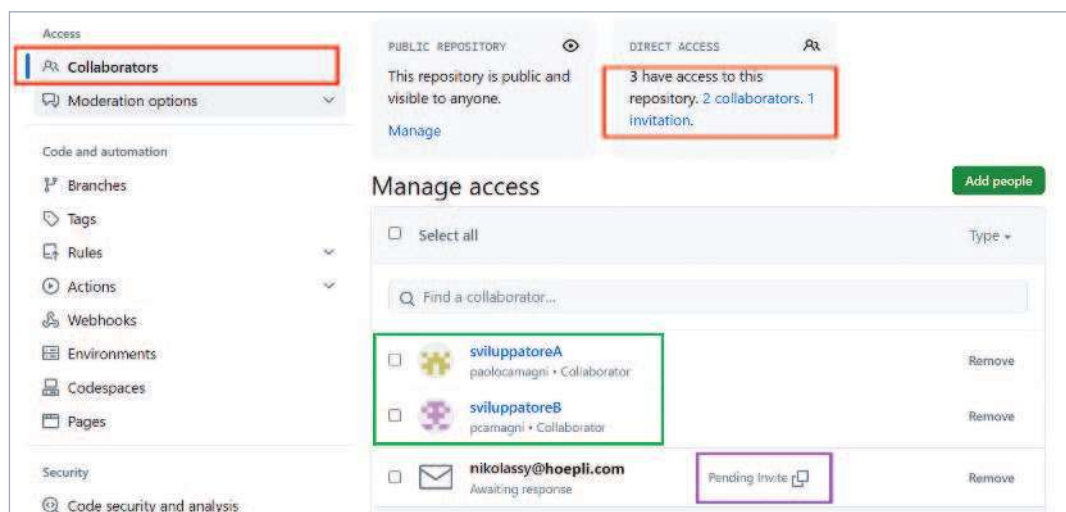 Access
Collaborators
Moderation options
Code and automation
Branches
Tags
Rules
Actions
Webhooks
Environments
Codespaces
Pages
Security
Code security and analysis
PUBLIC REPOSITORY
This repository is public and
visible to anyone.
Manage
DIRECT ACCESS
3 have access to this
repository. 2 collaborators. 1
invitation.
Manage access
Add people
Select all
Type
Find a collaborator...
sviluppatoreA
paolocamagni • Collaborator
Remove
sviluppatoreB
pcamagni • Collaborator
Remove
nikolassy@hoepli.com
Awaiting response
Pending Invite
Remove